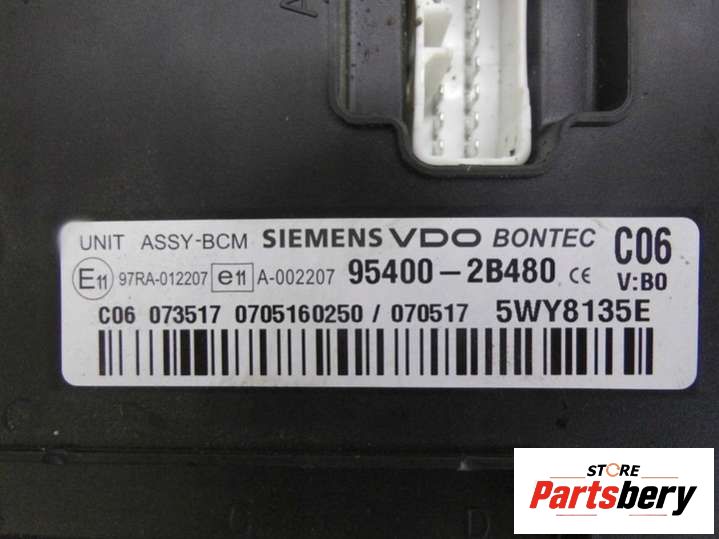 UNIT ASSY-BCM SIEMENS VDO BONTEC C06
E11 97RA-012207 e11 A-002207 95400-2B480 CE V:B0
C06 073517 0705160250 / 070517 5WY8135E
STORE
Partsbery